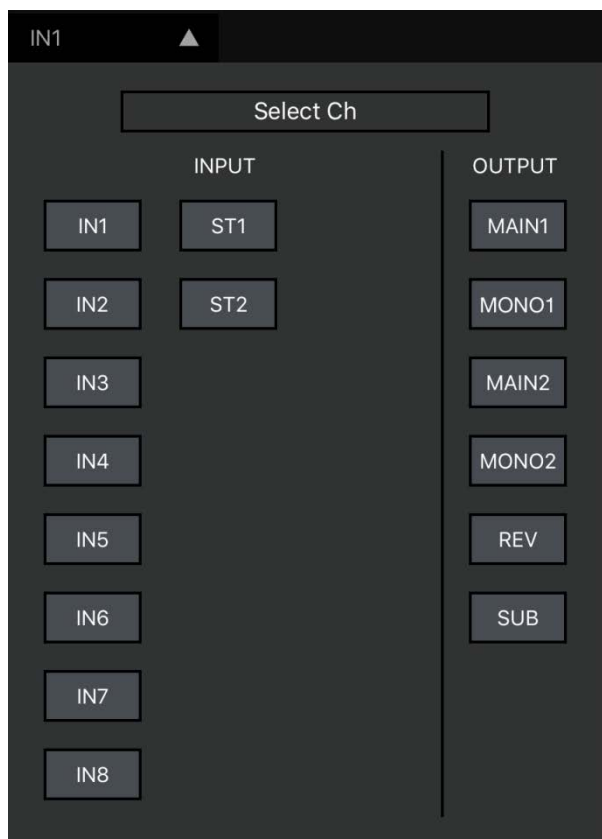 IN1 ▲
Select Ch
INPUT OUTPUT
IN1 ST1 MAIN1
IN2 ST2 MONO1
IN3 MAIN2
IN4 MONO2
IN5 REV
IN6 SUB
IN7
IN8